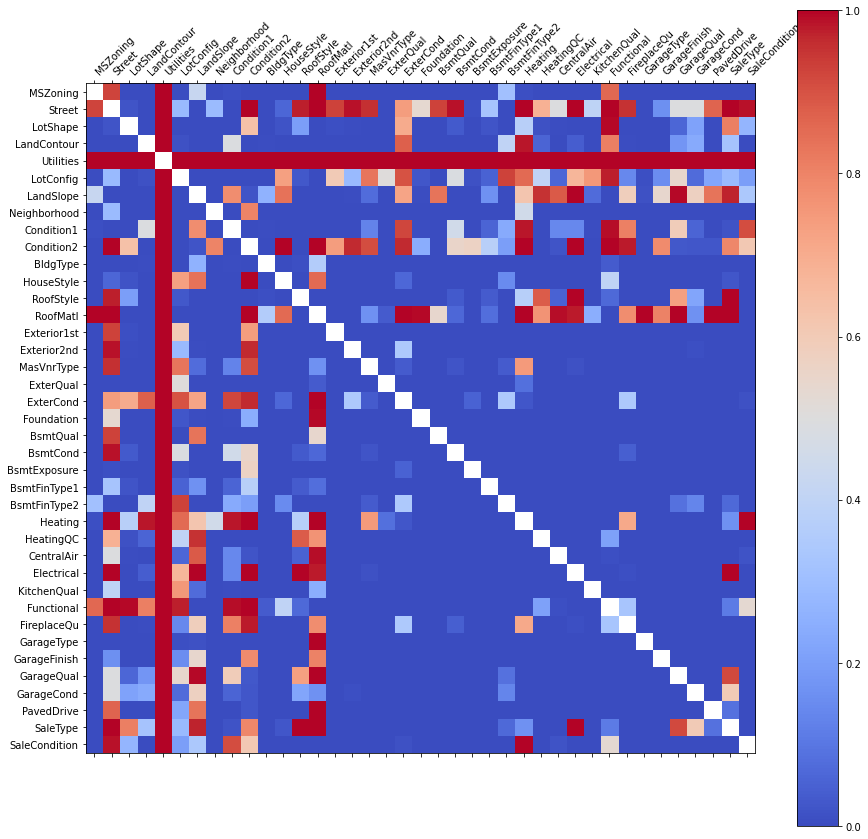 MSZoning
Street
LotShape
LandContour
Utilities
LotConfig
LandSlope
Neighborhood
Condition1
Condition2
BldgType
HouseStyle
RoofStyle
RoofMatl
Exterior1st
Exterior2nd
MasVnrType
ExterQual
ExterCond
Foundation
BsmtQual
BsmtCond
BsmtExposure
BsmtFinType1
BsmtFinType2
Heating
HeatingQC
CentralAir
Electrical
KitchenQual
Functional
FireplaceQu
GarageType
GarageFinish
GarageQual
GarageCond
PavedDrive
SaleType
SaleCondition
MSZoning
Street
LotShape
LandContour
Utilities
LotConfig
LandSlope
Neighborhood
Condition1
Condition2
BldgType
HouseStyle
RoofStyle
RoofMatl
Exterior1st
Exterior2nd
MasVnrType
ExterQual
ExterCond
Foundation
BsmtQual
BsmtCond
BsmtExposure
BsmtFinType1
BsmtFinType2
Heating
HeatingQC
CentralAir
Electrical
KitchenQual
Functional
FireplaceQu
GarageType
GarageFinish
GarageQual
GarageCond
PavedDrive
SaleType
SaleCondition
1.0
0.8
0.6
0.4
0.2
0.0